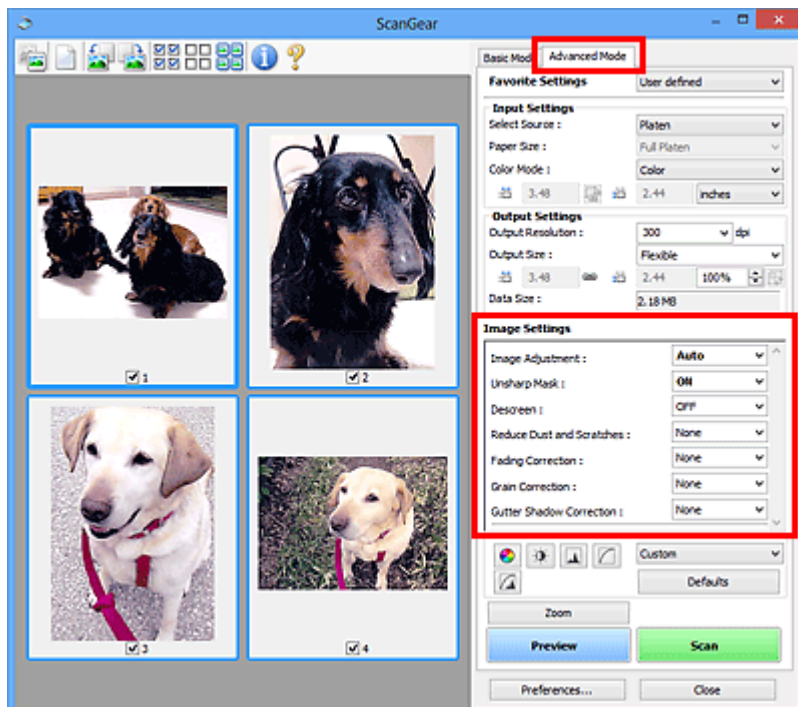 ScanGear
Basic Mode Advanced Mode
Favorite Settings User defined
Input Settings
Select Source : Platen
Paper Size : Full Platen
Color Mode : Color
3.48 2.44 inches
Output Settings
Output Resolution : 300 dpi
Output Size : Flexible
3.48 2.44 100%
Data Size : 2.18 MB
Image Settings
Image Adjustment : Auto
Unsharp Mask : ON
Descreen : OFF
Reduce Dust and Scratches : None
Fading Correction : None
Grain Correction : None
Gutter Shadow Correction : None
Custom
Defaults
Zoom
Preview Scan
Preferences... Close
1
2
3
4